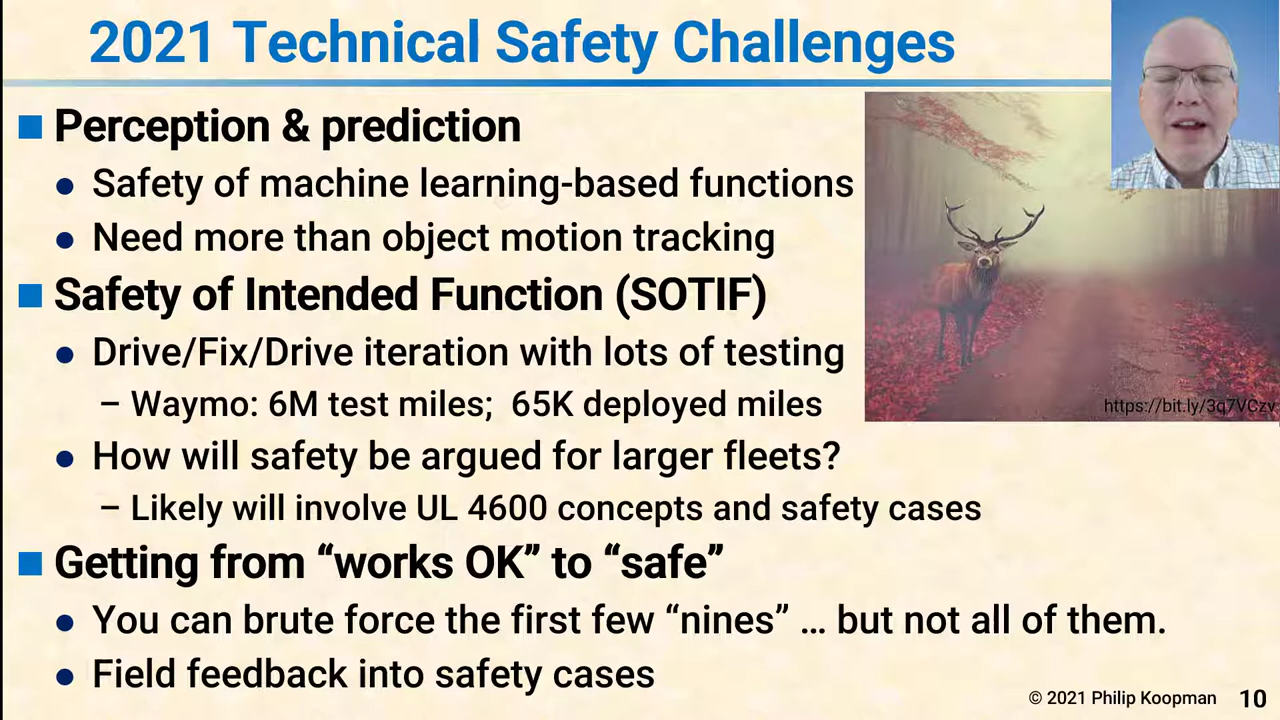 2021 Technical Safety Challenges
Perception & prediction
Safety of machine learning-based functions
Need more than object motion tracking
Safety of Intended Function (SOTIF)
Drive/Fix/Drive iteration with lots of testing
– Waymo: 6M test miles; 65K deployed miles
How will safety be argued for larger fleets?
– Likely will involve UL 4600 concepts and safety cases
Getting from “works OK” to “safe”
You can brute force the first few “nines” … but not all of them.
Field feedback into safety cases
https://bit.ly/3q7VCzv
© 2021 Philip Koopman 10